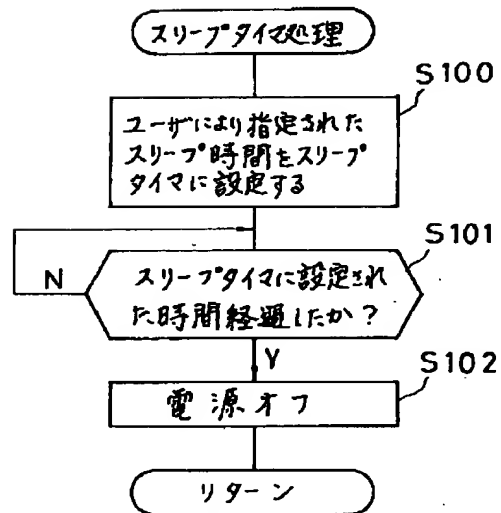 スリープタイマ処理
S100
ユーザにより指定された
スリープ時間をスリープ
タイマに設定する
S101
スリープタイマに設定され
た時間経過したか?
N
Y
S102
電源オフ
リターン